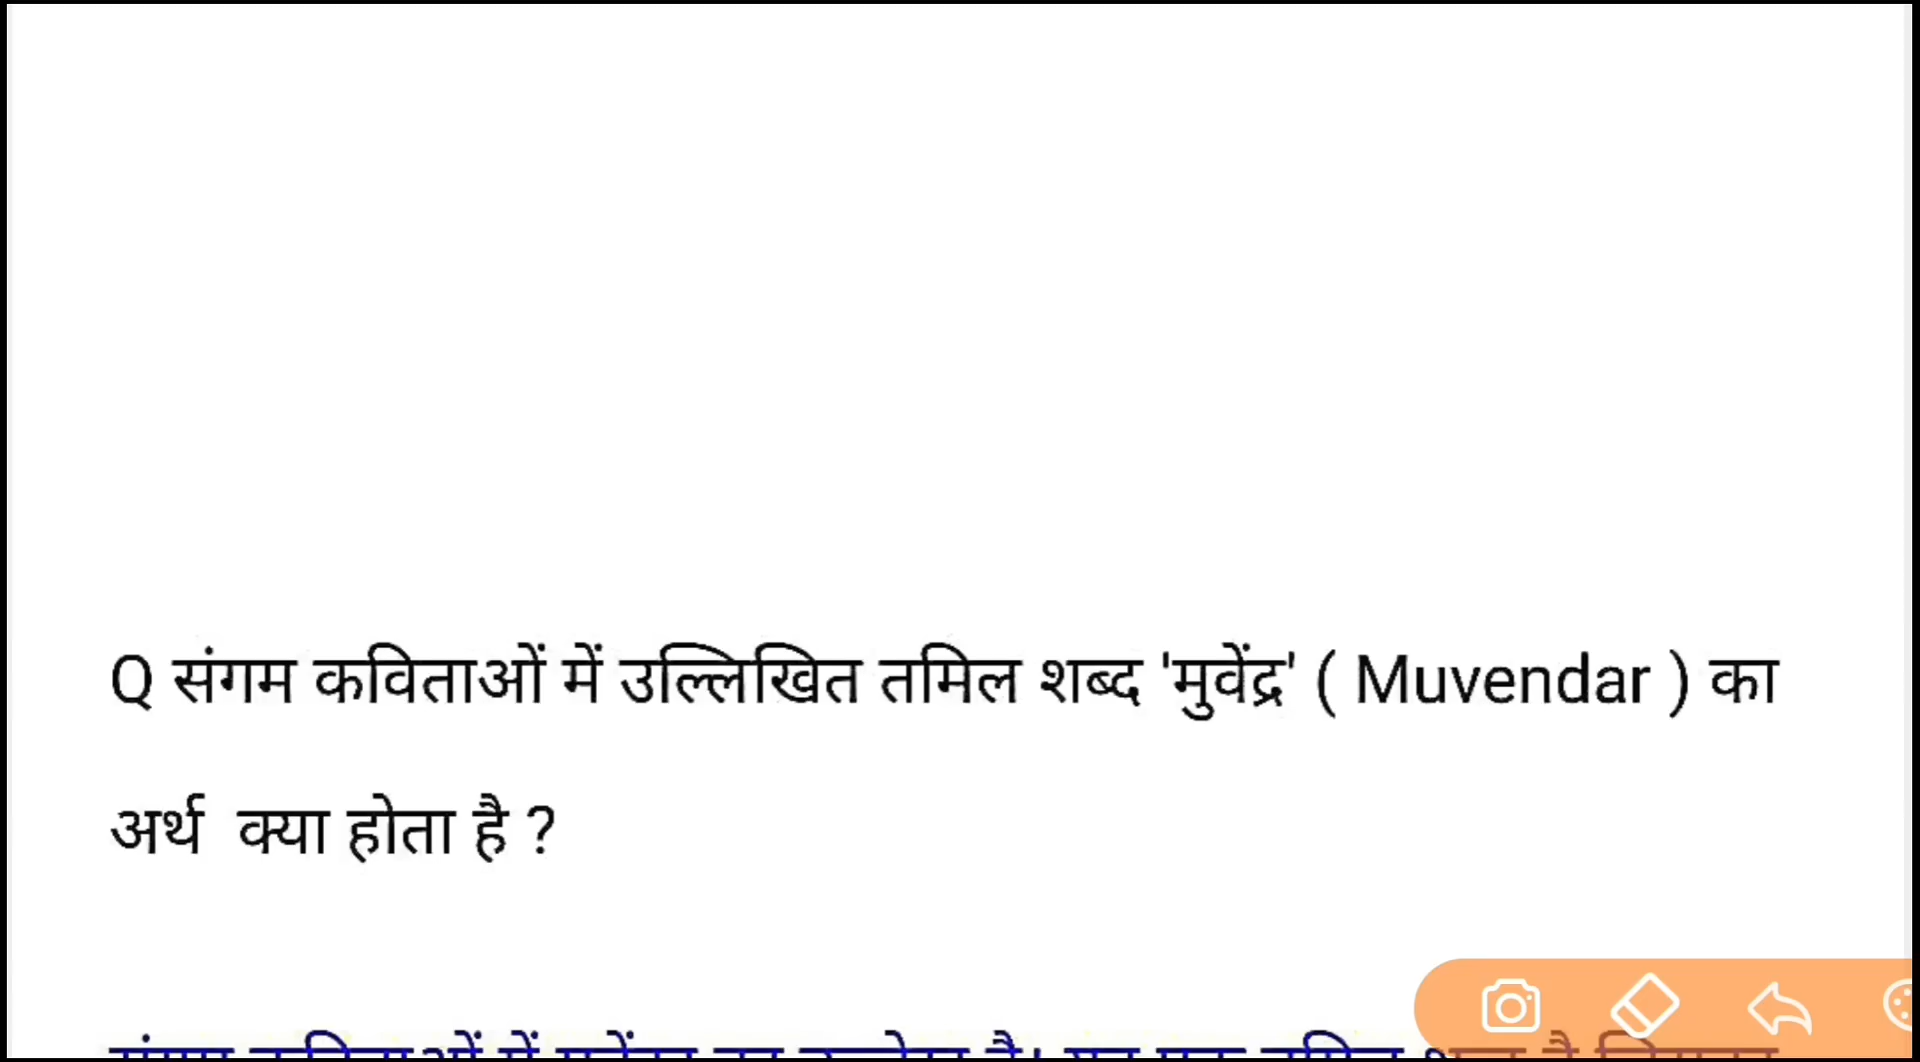 Q संगम कविताओं में उल्लिखित तमिल शब्द 'मुवेंद्र' ( Muvendar ) का
अर्थ क्या होता है ?